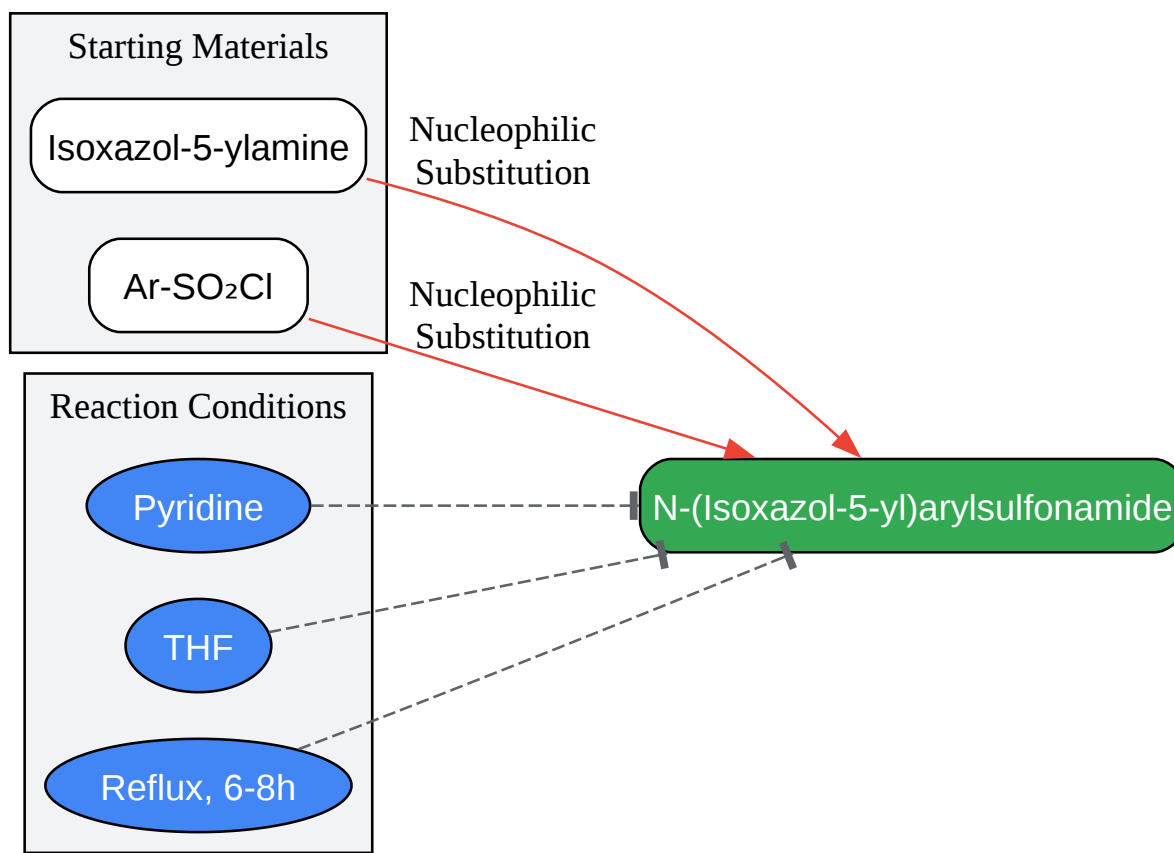 Starting Materials
Isoxazol-5-ylamine
Ar-SO₂Cl
Nucleophilic
Substitution
Nucleophilic
Substitution
Reaction Conditions
Pyridine
THF
Reflux, 6-8h
N-(Isoxazol-5-yl)arylsulfonamide